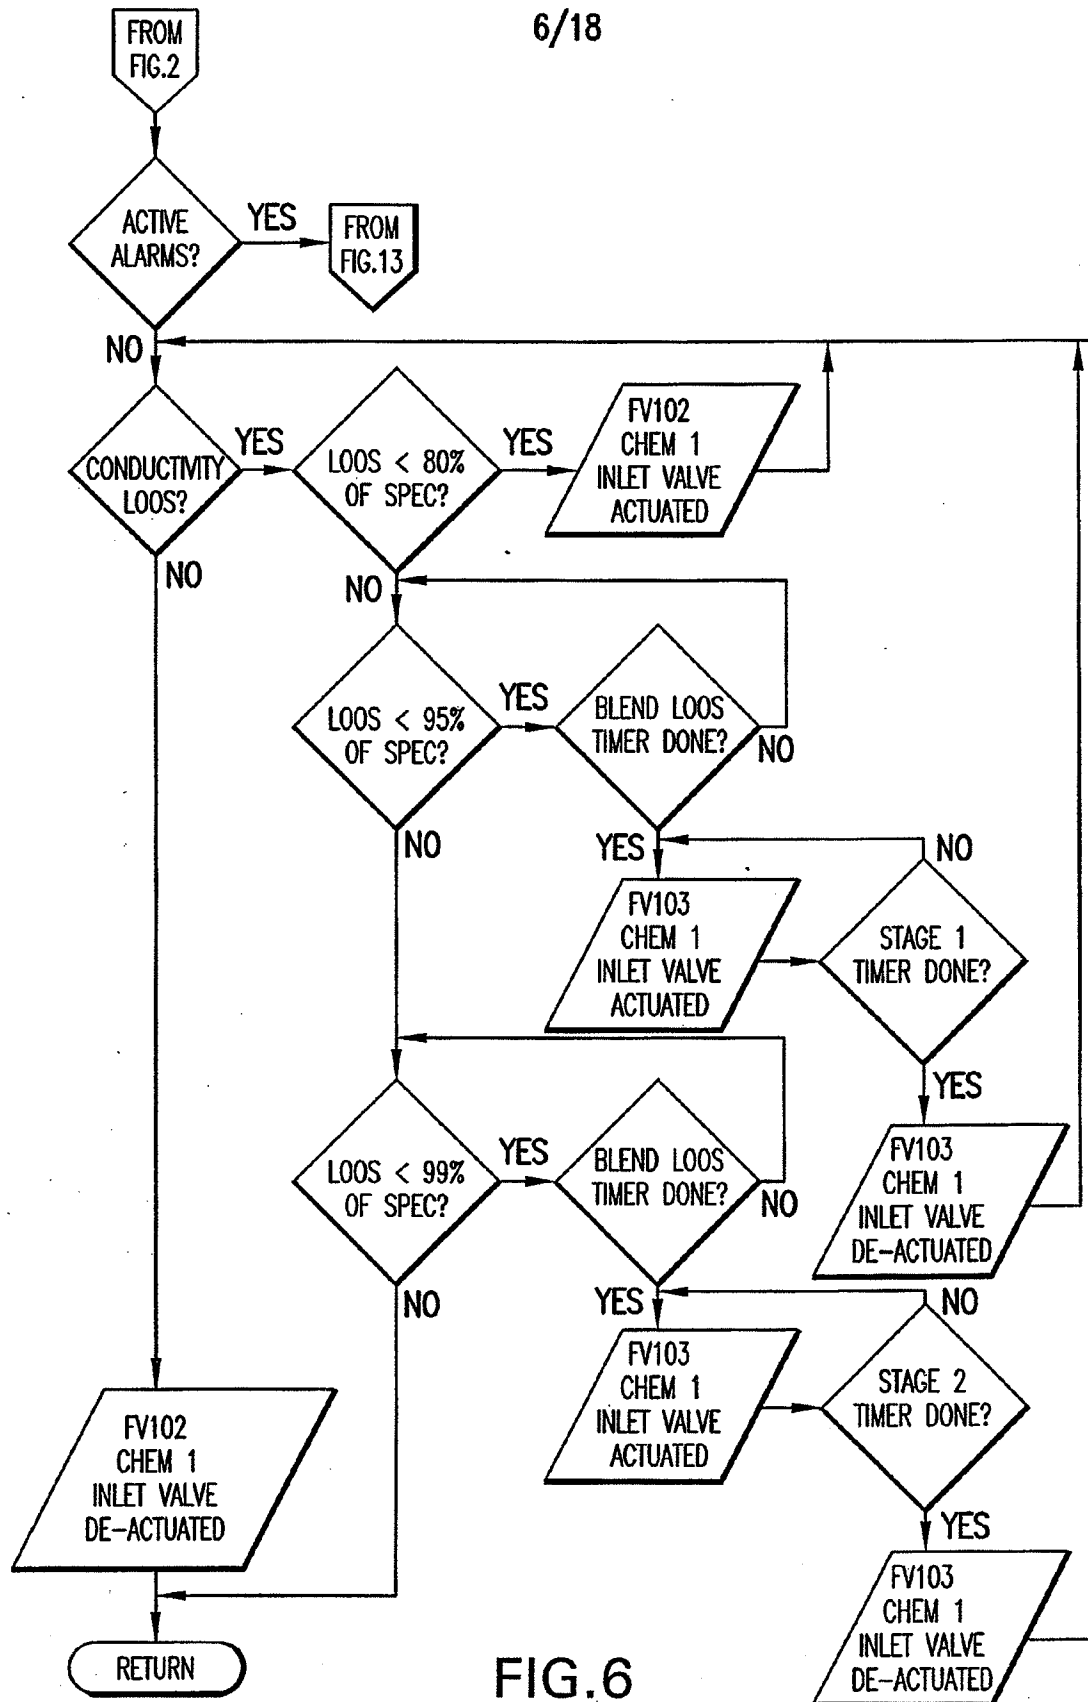 6/18
FROM
FIG.2
ACTIVE
ALARMS?
YES
FROM
FIG.13
NO
CONDUCTIVITY
LOOS?
YES
LOOS < 80%
OF SPEC?
YES
FV102
CHEM 1
INLET VALVE
ACTUATED
NO
NO
LOOS < 95%
OF SPEC?
YES
BLEND LOOS
TIMER DONE?
NO
NO
YES
FV103
CHEM 1
INLET VALVE
ACTUATED
NO
STAGE 1
TIMER DONE?
YES
FV103
CHEM 1
INLET VALVE
DE-ACTUATED
LOOS < 99%
OF SPEC?
YES
BLEND LOOS
TIMER DONE?
NO
NO
YES
FV103
CHEM 1
INLET VALVE
ACTUATED
NO
STAGE 2
TIMER DONE?
YES
FV103
CHEM 1
INLET VALVE
DE-ACTUATED
FV102
CHEM 1
INLET VALVE
DE-ACTUATED
RETURN
FIG.6